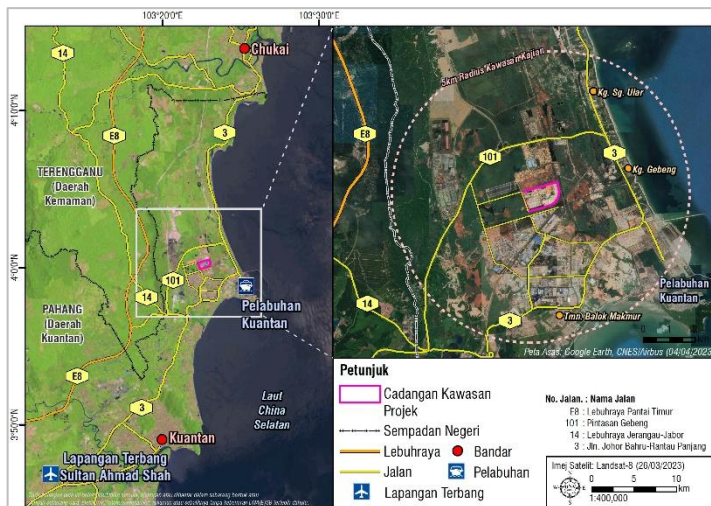 103°20'0"E
103°30'0"E
4°10'0"N
4°00'0"N
3°50'0"N
14
Chukai
E8
3
TERENGGANU
(Daerah
Kemaman)
101
14
Pelabuhan
Kuantan
PAHANG
(Daerah
Kuantan)
E8
3
Laut
China
Selatan
Kuantan
Lapangan Terbang
Sultan Ahmad Shah
5km Radius Kawasan Kajian
Kg. Sg. Ular
E8
101
3
Kg. Gebeng
14
3
Tmn. Balok Makmur
Pelabuhan
Kuantan
Peta Asas: Google Earth, CNES/Airbus (04/04/2023)
Petunjuk
Cadangan Kawasan
Projek
Sempadan Negeri
Lebuhraya
Bandar
Jalan
Pelabuhan
Lapangan Terbang
No. Jalan. : Nama Jalan
E8 : Lebuhraya Pantai Timur
101 : Pintasan Gebeng
14 : Lebuhraya Jerangau-Jabor
3 : Jln. Johor Bahru-Rantau Panjang
Imej Satelit: Landsat-8 (28/03/2023)
0 5 10
km
1:400,000